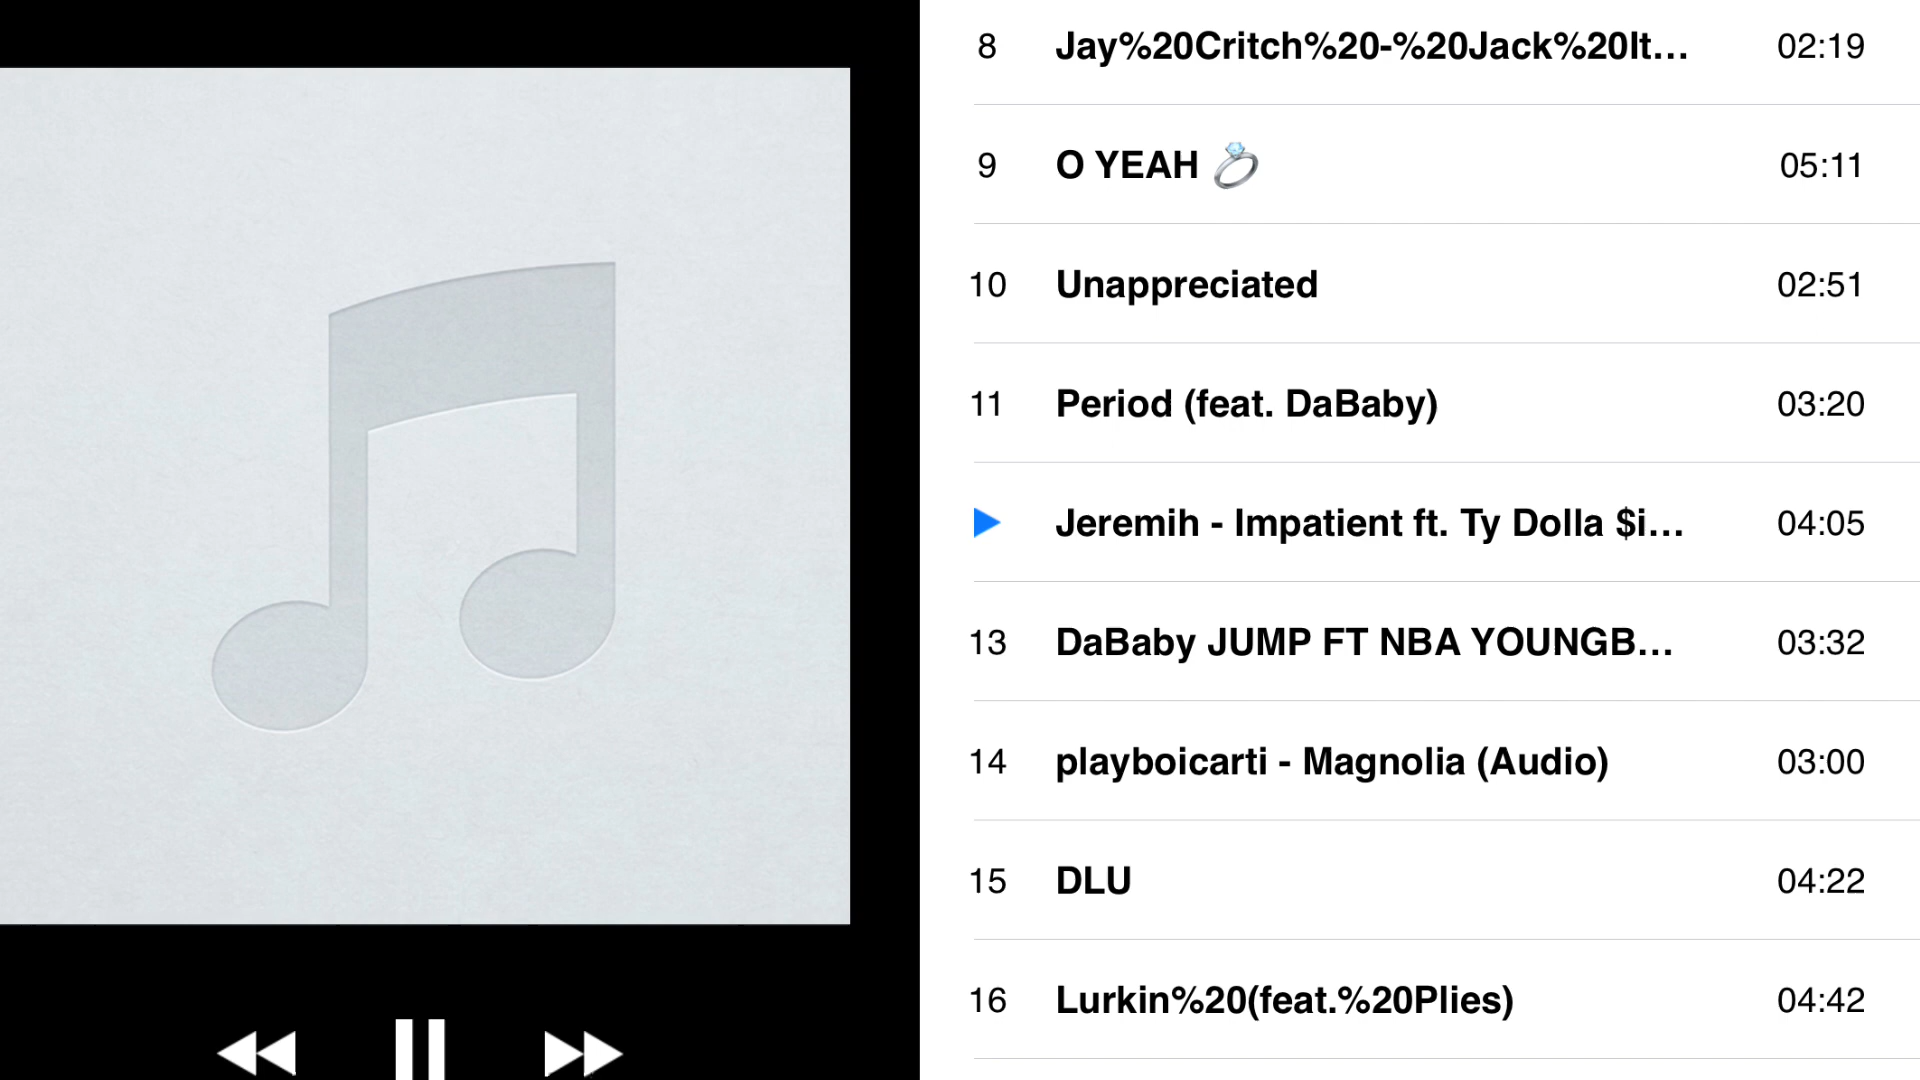 8 Jay%20Critch%20-%20Jack%20It... 02:19
9 O YEAH 💍 05:11
10 Unappreciated 02:51
11 Period (feat. DaBaby) 03:20
Jeremih - Impatient ft. Ty Dolla $i... 04:05
13 DaBaby JUMP FT NBA YOUNGB... 03:32
14 playboicarti - Magnolia (Audio) 03:00
15 DLU 04:22
16 Lurkin%20(feat.%20Plies) 04:42